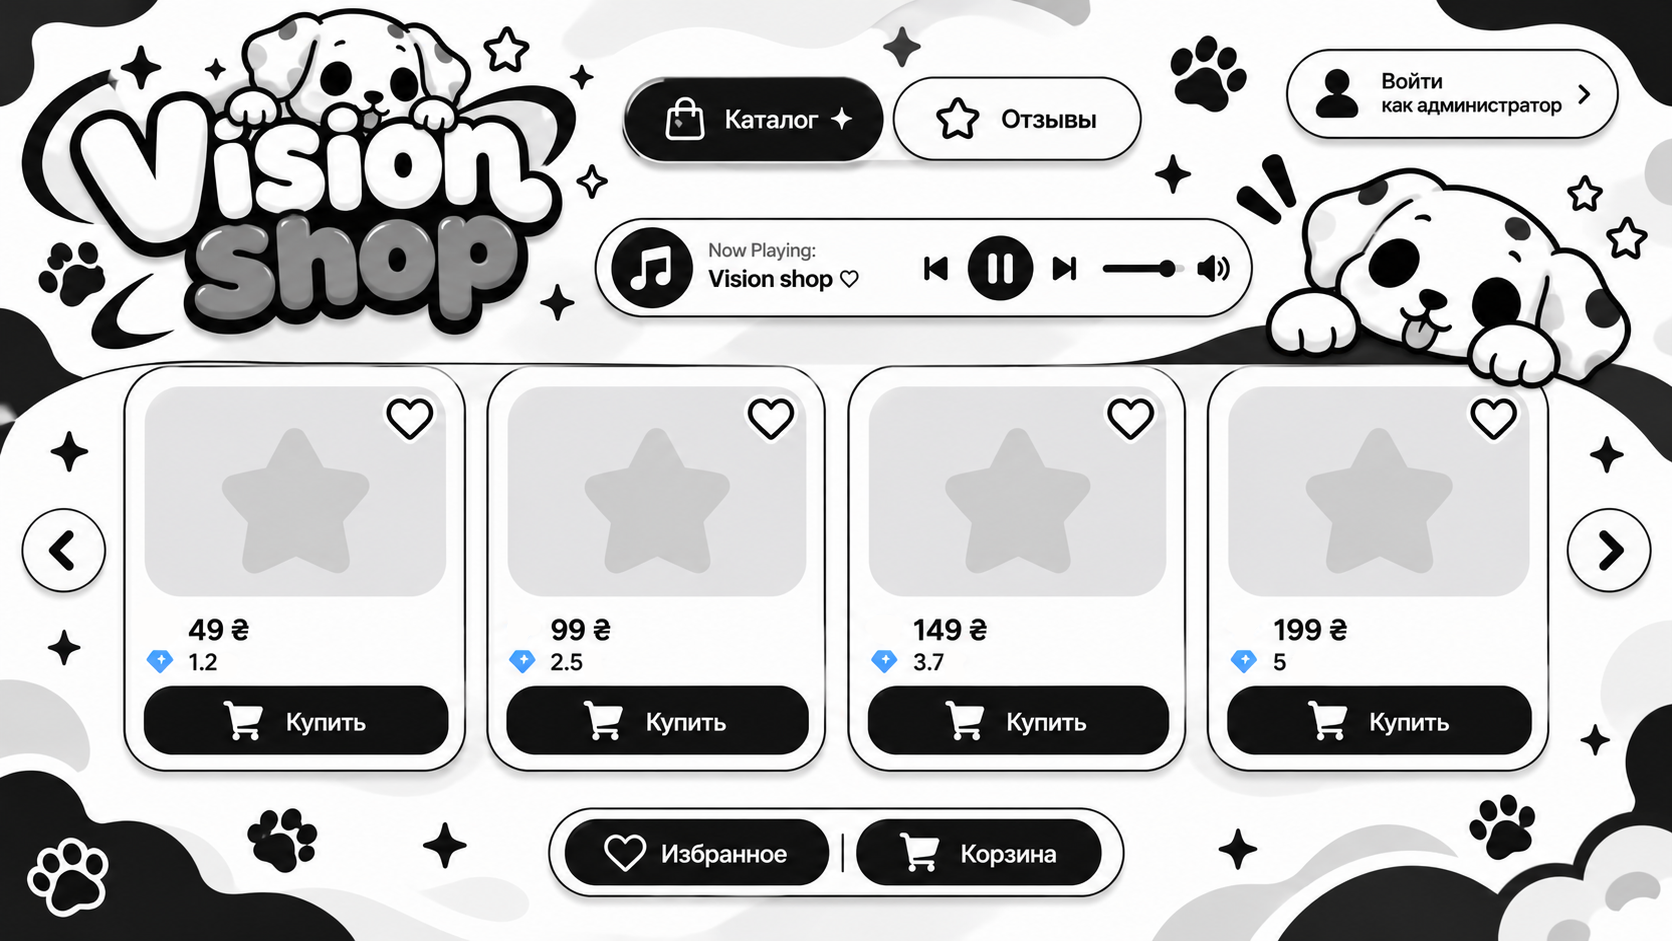 Vision
shop
Каталог
Отзывы
Войти
как администратор
Now Playing:
Vision shop
49 ₴
1.2
Купить
99 ₴
2.5
Купить
149 ₴
3.7
Купить
199 ₴
5
Купить
Избранное
Корзина